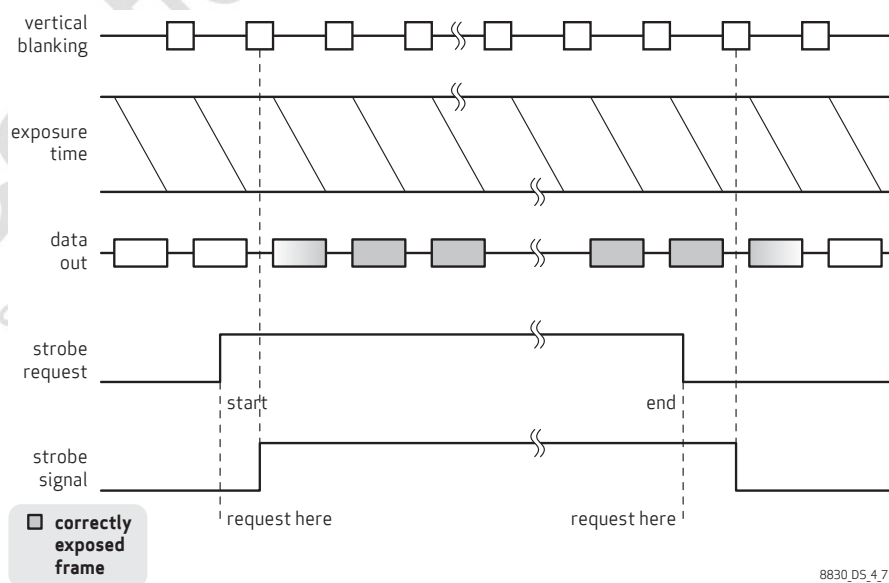 vertical
blanking
exposure
time
data
out
strobe
request
start
end
strobe
signal
request here
request here
correctly
exposed
frame
8830_DS_4_7